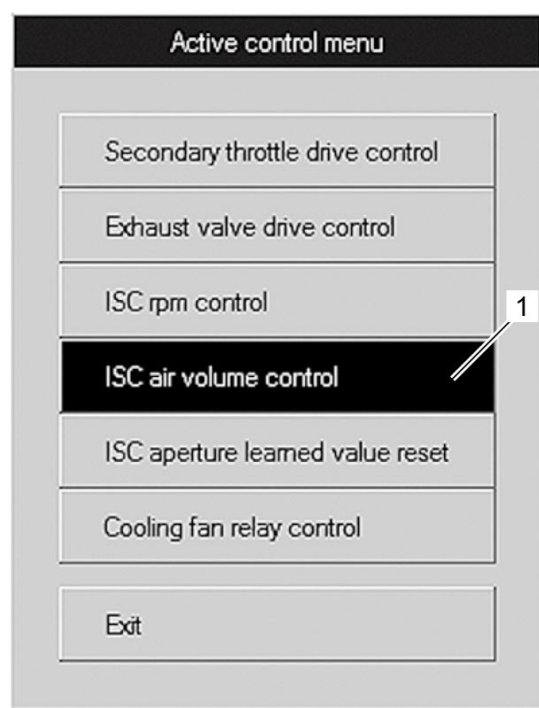 Active control menu
Secondary throttle drive control
Exhaust valve drive control
ISC rpm control
1
ISC air volume control
ISC aperture learned value reset
Cooling fan relay control
Exit